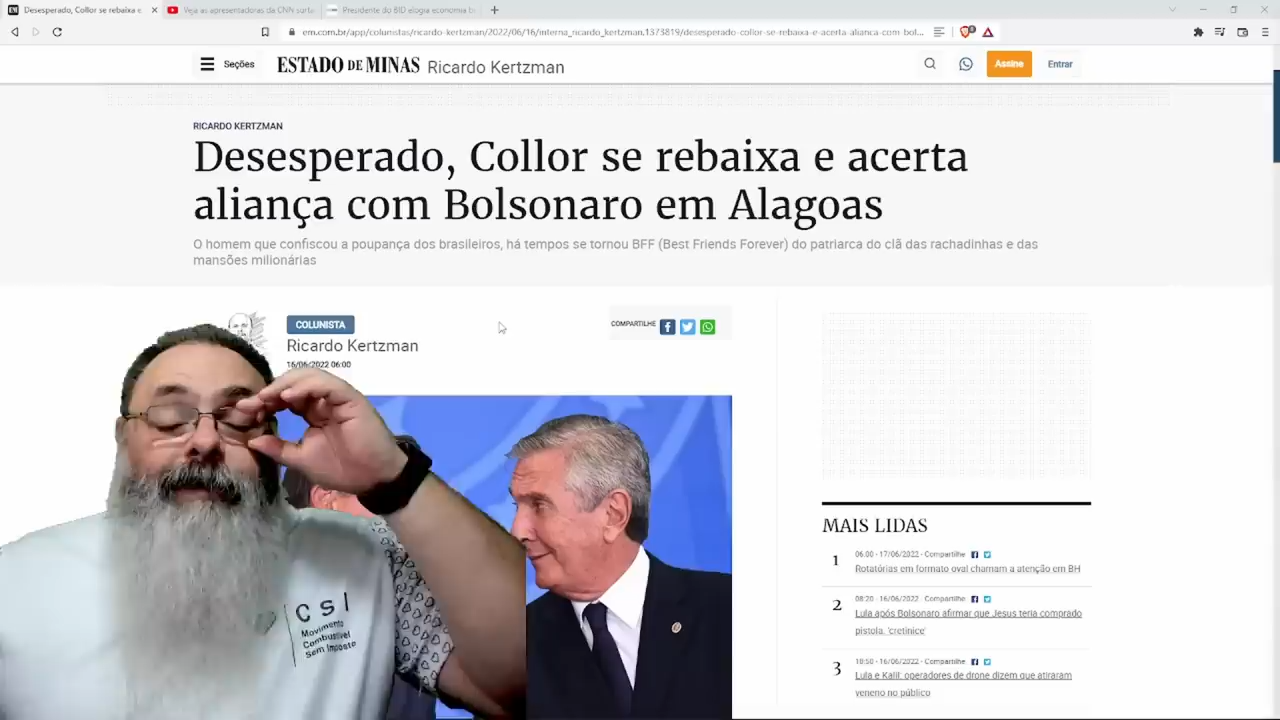 Desesperado, Collor se rebaixa e
Veja as apresentadoras da CNN surta
Presidente do BID elogia economia b
em.com.br/app/colunistas/ricardo-kertzman/2022/06/16/interna_ricardo_kertzman,1373819/desesperado-collor-se-rebaixa-e-acerta-alianca-com-bol...
Seções
ESTADO DE MINAS Ricardo Kertzman
Assine
Entrar
RICARDO KERTZMAN
Desesperado, Collor se rebaixa e acerta
aliança com Bolsonaro em Alagoas
O homem que confiscou a poupança dos brasileiros, há tempos se tornou BFF (Best Friends Forever) do patriarca do clã das rachadinhas e das
mansões milionárias
COLUNISTA
COMPARTILHE
Ricardo Kertzman
16/06/2022 06:00
MAIS LIDAS
1
06:00 - 17/06/2022 - Compartilhe
Rotatórias em formato oval chamam a atenção em BH
2
08:20 - 16/06/2022 - Compartilhe
Lula após Bolsonaro afirmar que Jesus teria comprado
pistola: 'cretinice'
3
18:50 - 16/06/2022 - Compartilhe
Lula e Kalil: operadores de drone dizem que atiraram
veneno no público
CSI
Movimento
Combustível
Sem Imposto